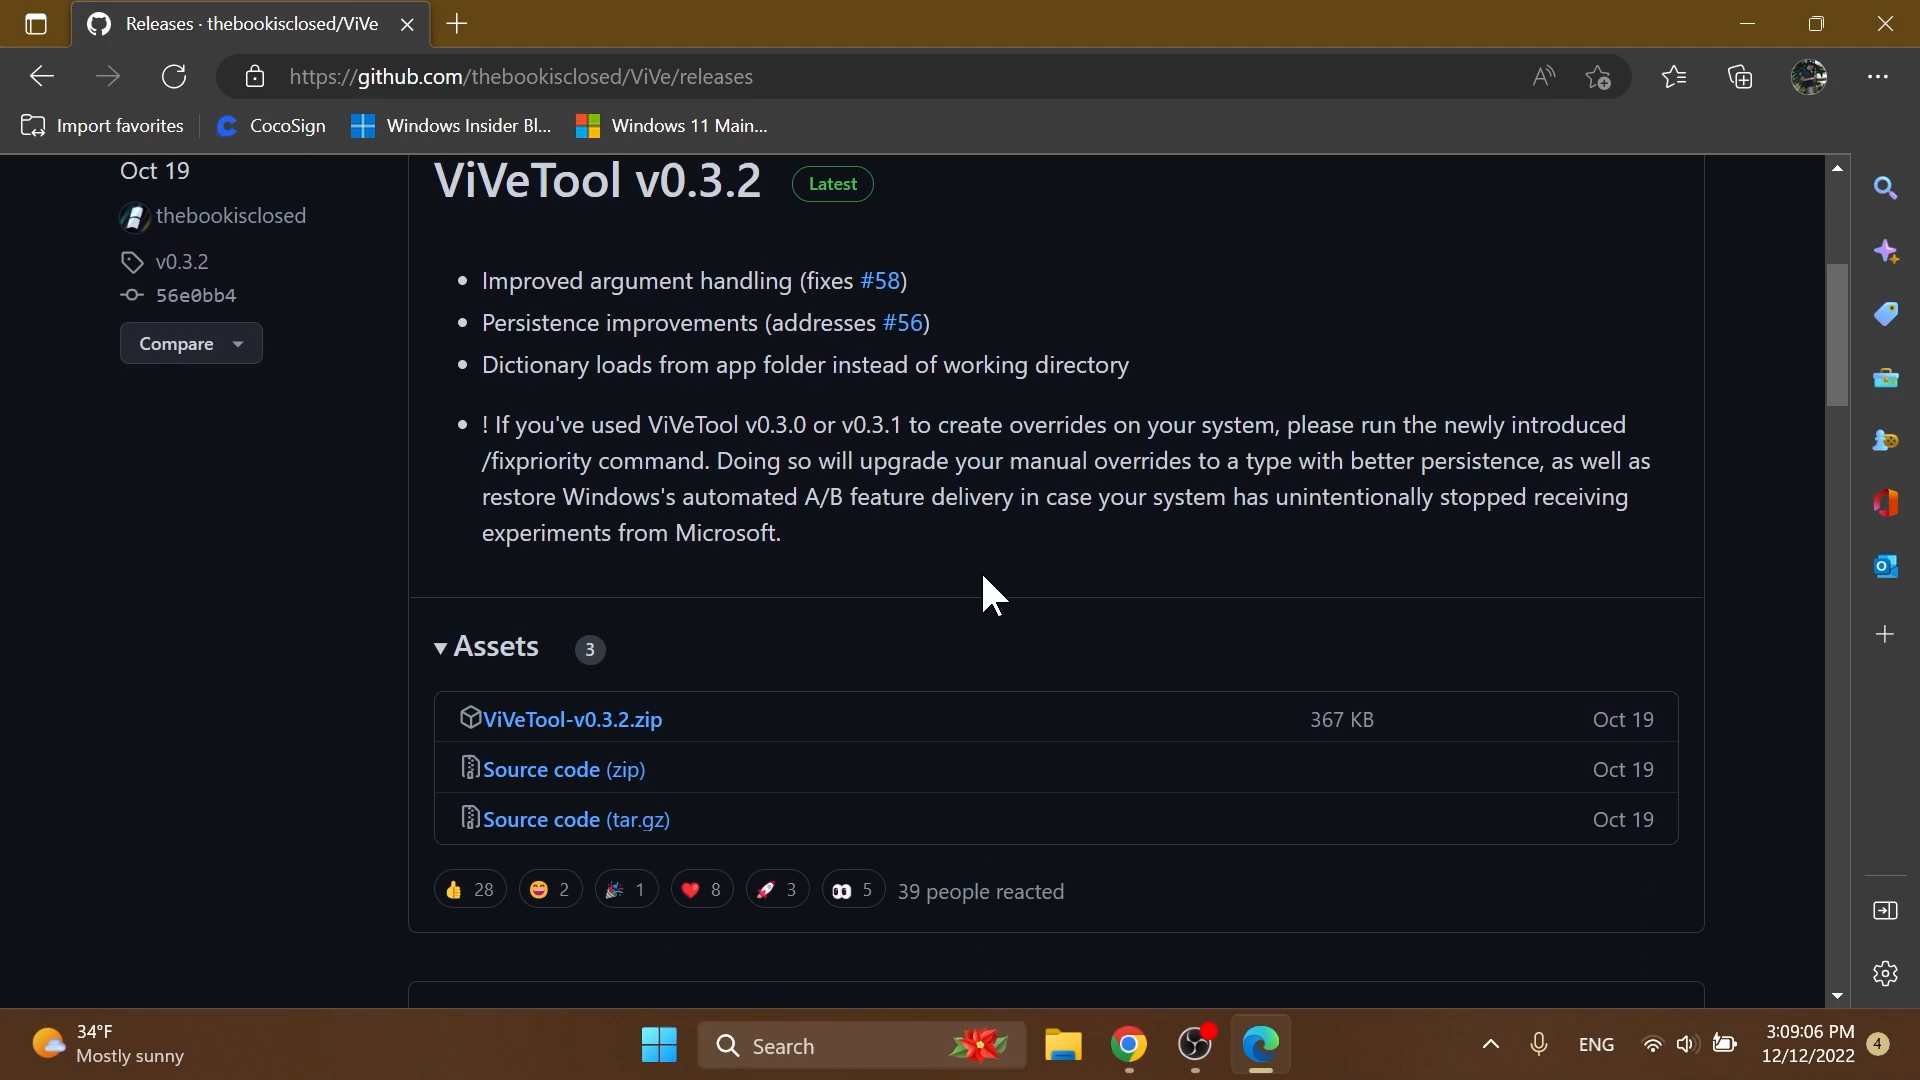 Releases · thebookisclosed/ViVe
https://github.com/thebookisclosed/ViVe/releases
Import favorites
CocoSign
Windows Insider Bl...
Windows 11 Main...
Oct 19
thebookisclosed
v0.3.2
56e0bb4
Compare
ViVeTool v0.3.2
Latest
Improved argument handling (fixes #58)
Persistence improvements (addresses #56)
Dictionary loads from app folder instead of working directory
! If you've used ViVeTool v0.3.0 or v0.3.1 to create overrides on your system, please run the newly introduced
/fixpriority command. Doing so will upgrade your manual overrides to a type with better persistence, as well as
restore Windows's automated A/B feature delivery in case your system has unintentionally stopped receiving
experiments from Microsoft.
Assets 3
ViVeTool-v0.3.2.zip 367 KB Oct 19
Source code (zip) Oct 19
Source code (tar.gz) Oct 19
28 2 1 8 3 5 39 people reacted
34°F
Mostly sunny
Search
ENG
3:09:06 PM
12/12/2022
4